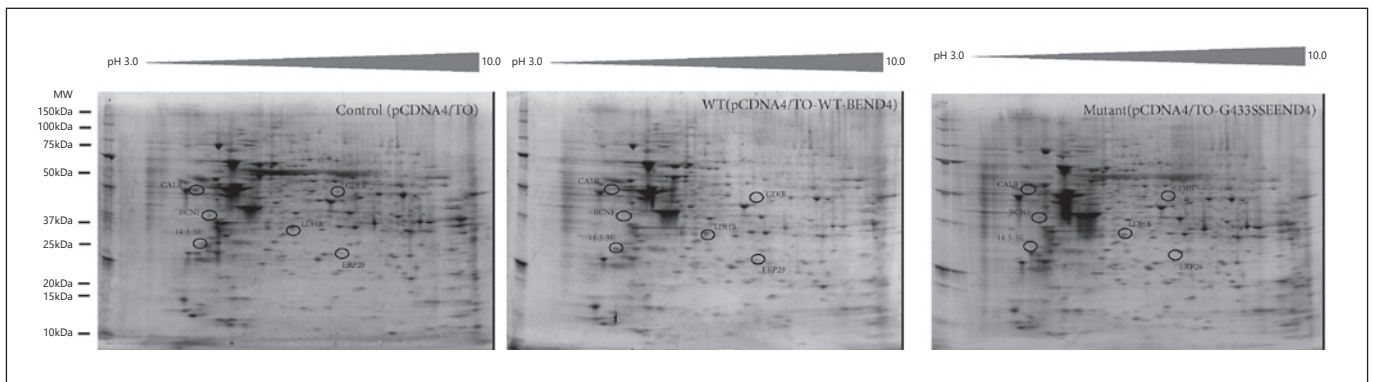 pH 3.0 10.0 pH 3.0 10.0 pH 3.0 10.0
MW
Control (pCDNA4/TO) WT(pCDNA4/TO-WT-BEND4) Mutant(pCDNA4/TO-G433SSEEND4)
150kDa
100kDa
75kDa
50kDa
CALR GDIB CALR GDIB CALR GDIB
37kDa
RCN1 RCN1 RCN1
LDHB LDHB LDHB
14-3-3E 14-3-3E 14-3-3E
25kDa
ERP29 ERP29 ERP29
20kDa
15kDa
10kDa